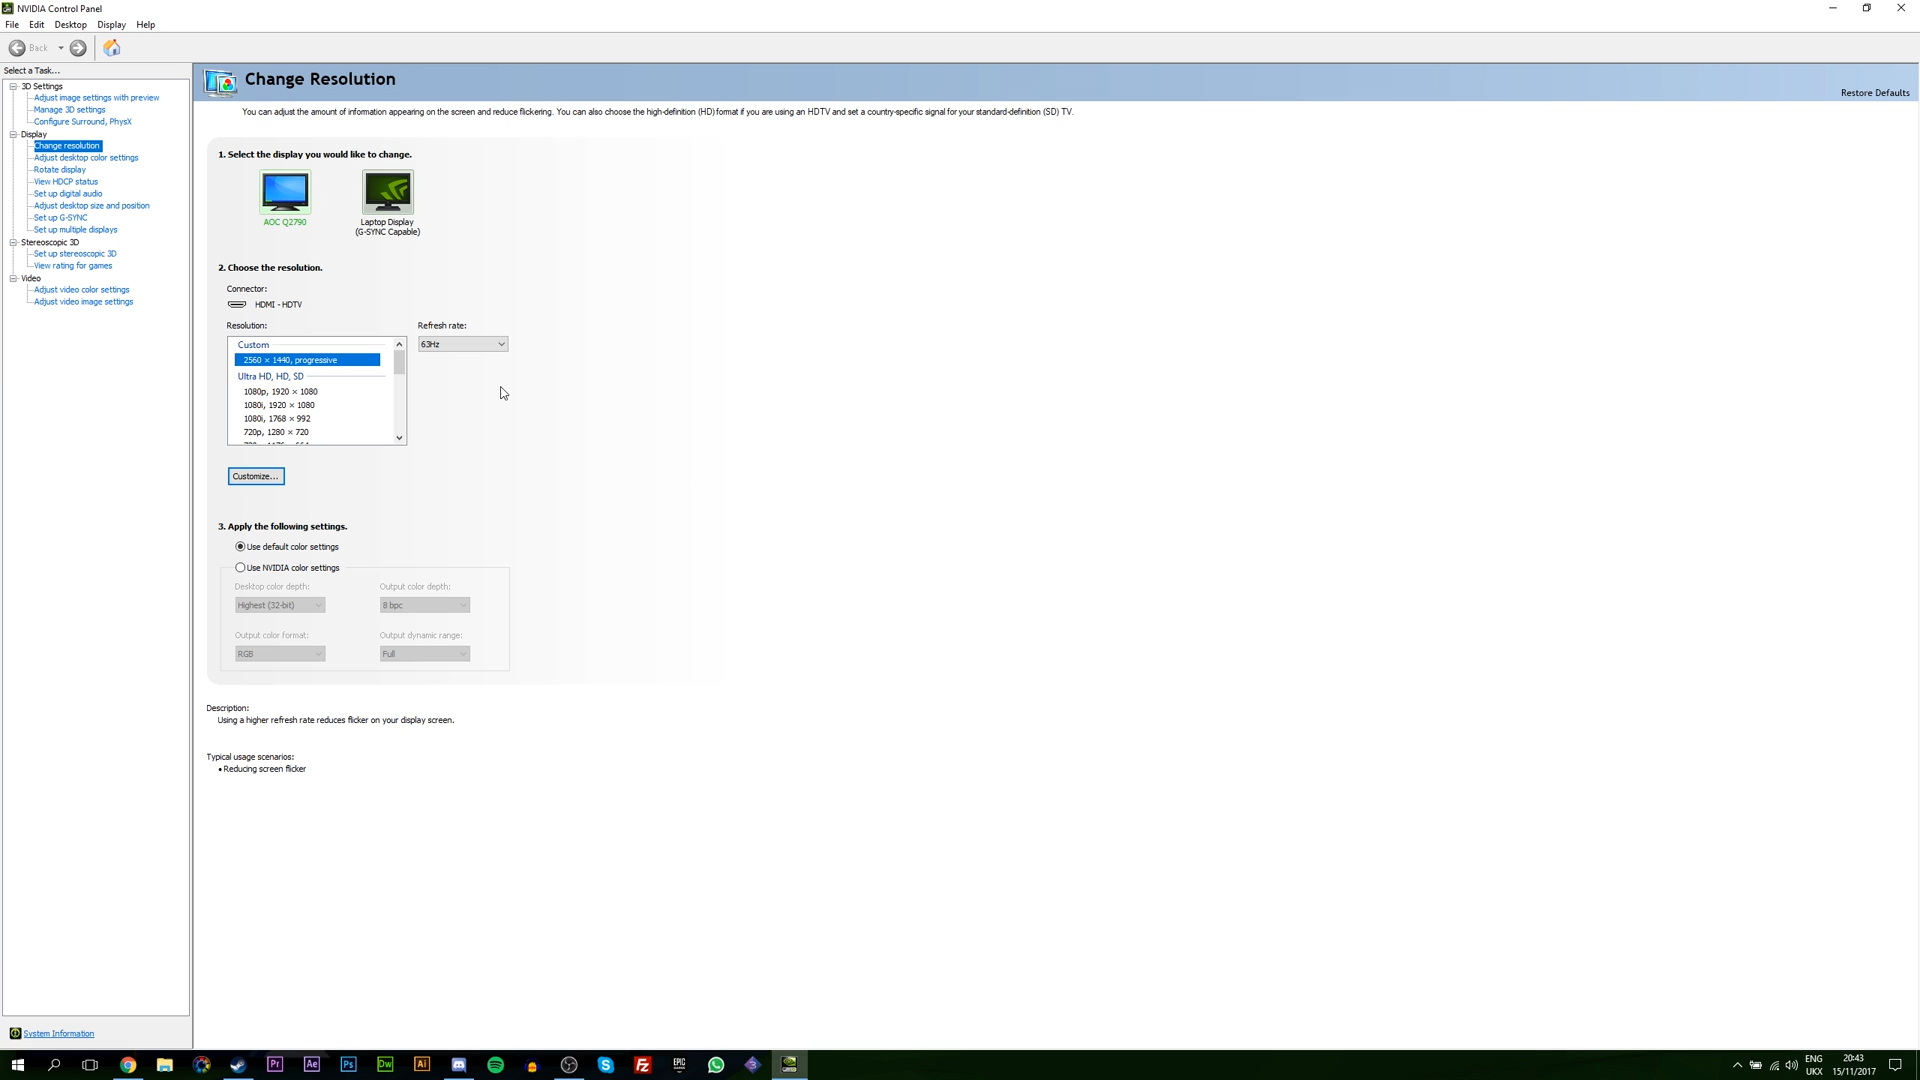 NVIDIA Control Panel
File Edit Desktop Display Help
Back
Select a Task...
3D Settings
Adjust image settings with preview
Manage 3D settings
Configure Surround, PhysX
Display
Change resolution
Adjust desktop color settings
Rotate display
View HDCP status
Set up digital audio
Adjust desktop size and position
Set up G-SYNC
Set up multiple displays
Stereoscopic 3D
Set up stereoscopic 3D
View rating for games
Video
Adjust video color settings
Adjust video image settings
System Information
Change Resolution
Restore Defaults
You can adjust the amount of information appearing on the screen and reduce flickering. You can also choose the high-definition (HD) format if you are using an HDTV and set a country-specific signal for your standard-definition (SD) TV.
1. Select the display you would like to change.
AOC Q2790
Laptop Display
(G-SYNC Capable)
2. Choose the resolution.
Connector:
HDMI - HDTV
Resolution:
Refresh rate:
Custom
63Hz
2560 × 1440, progressive
Ultra HD, HD, SD
1080p, 1920 × 1080
1080i, 1920 × 1080
1080i, 1768 × 992
720p, 1280 × 720
Customize...
3. Apply the following settings.
Use default color settings
Use NVIDIA color settings
Desktop color depth:
Output color depth:
Highest (32-bit)
8 bpc
Output color format:
Output dynamic range:
RGB
Full
Description:
Using a higher refresh rate reduces flicker on your display screen.
Typical usage scenarios:
• Reducing screen flicker
Pr Ae Ps Dw Ai
EPIC
ENG
UKX
20:43
15/11/2017